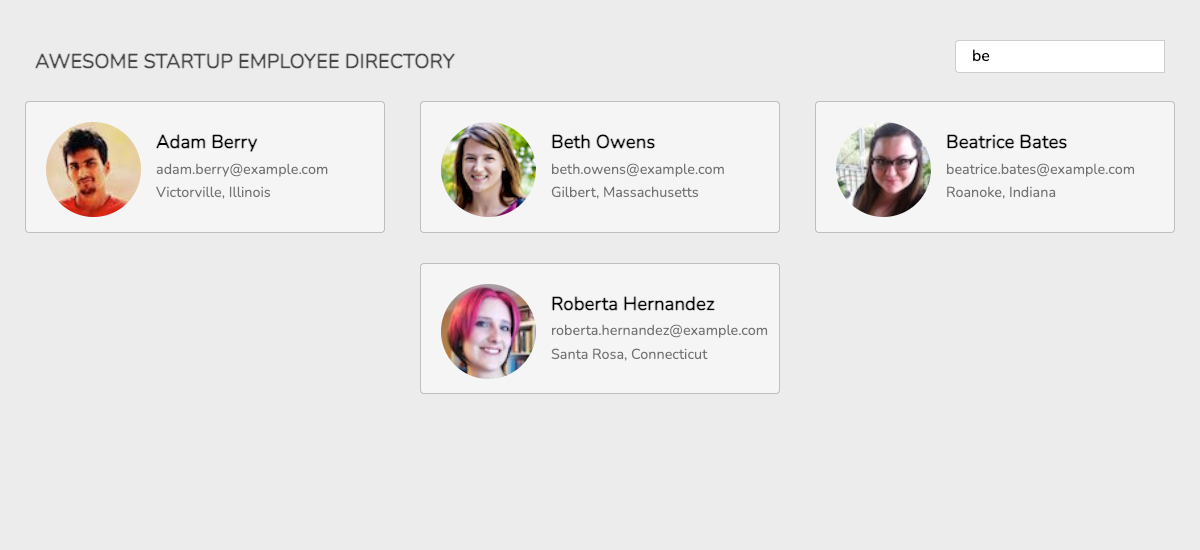 AWESOME STARTUP EMPLOYEE DIRECTORY
be
Adam Berry
adam.berry@example.com
Victorville, Illinois
Beth Owens
beth.owens@example.com
Gilbert, Massachusetts
Beatrice Bates
beatrice.bates@example.com
Roanoke, Indiana
Roberta Hernandez
roberta.hernandez@example.com
Santa Rosa, Connecticut